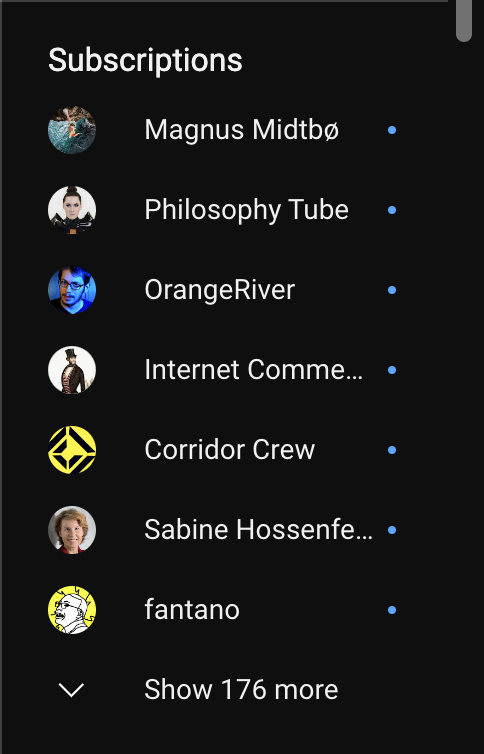 Subscriptions
Magnus Midtbø
Philosophy Tube
OrangeRiver
Internet Comme...
Corridor Crew
Sabine Hossenfe...
fantano
Show 176 more